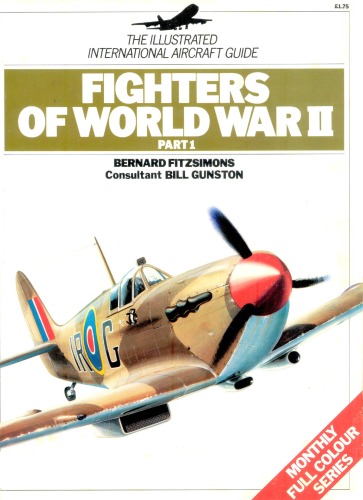 £1.75
THE ILLUSTRATED
INTERNATIONAL AIRCRAFT GUIDE
FIGHTERS
OF WORLD WAR II
PART 1
BERNARD FITZSIMONS
Consultant BILL GUNSTON
IR G
MONTHLY
FULL COLOUR
SERIES